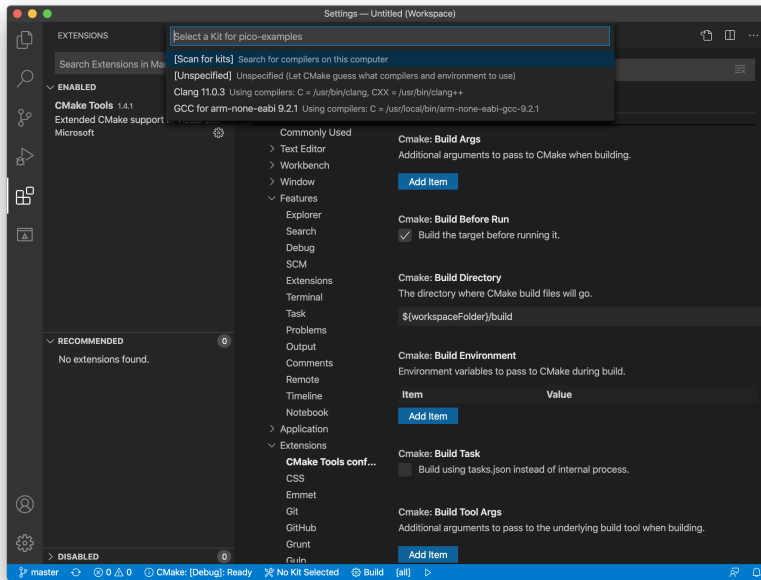 Settings — Untitled (Workspace)
EXTENSIONS
Search Extensions in Ma
ENABLED
CMake Tools 1.4.1
Extended CMake support
Microsoft
RECOMMENDED 0
No extensions found.
DISABLED 0
Select a Kit for pico-examples
[Scan for kits] Search for compilers on this computer
[Unspecified] Unspecified (Let CMake guess what compilers and environment to use)
Clang 11.0.3 Using compilers: C = /usr/bin/clang, CXX = /usr/bin/clang++
GCC for arm-none-eabi 9.2.1 Using compilers: C = /usr/local/bin/arm-none-eabi-gcc-9.2.1
Commonly Used
Text Editor
Workbench
Window
Features
Explorer
Search
Debug
SCM
Extensions
Terminal
Task
Problems
Output
Comments
Remote
Timeline
Notebook
Application
Extensions
CMake Tools conf...
CSS
Emmet
Git
GitHub
Grunt
Gulp
Cmake: Build Args
Additional arguments to pass to CMake when building.
Add Item
Cmake: Build Before Run
Build the target before running it.
Cmake: Build Directory
The directory where CMake build files will go.
${workspaceFolder}/build
Cmake: Build Environment
Environment variables to pass to CMake during build.
Item Value
Add Item
Cmake: Build Task
Build using tasks.json instead of internal process.
Cmake: Build Tool Args
Additional arguments to pass to the underlying build tool when building.
Add Item
master 0 0 CMake: [Debug]: Ready No Kit Selected Build [all]